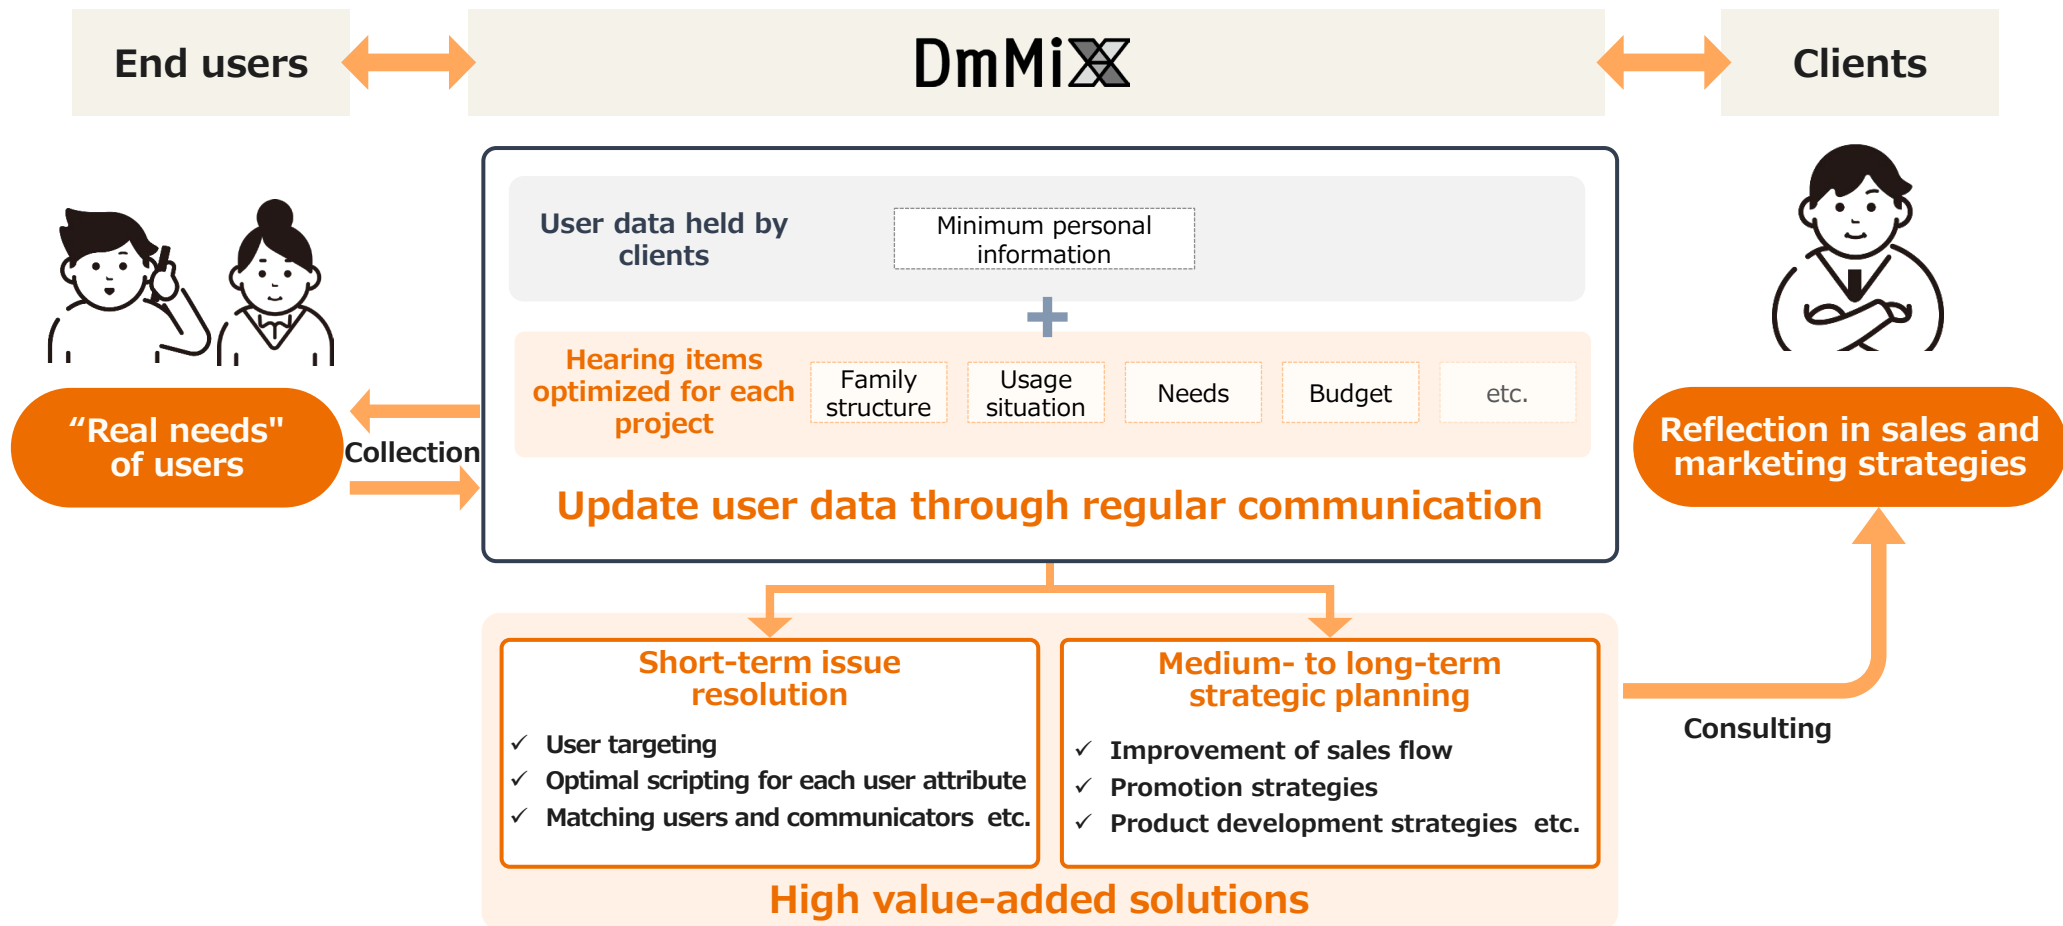 End users
DmMiX
Clients
User data held by
clients
Minimum personal
information
+
Hearing items
optimized for each
project
Family
structure
Usage
situation
Needs
Budget
etc.
Update user data through regular communication
“Real needs"
of users
Collection
Reflection in sales and
marketing strategies
Short-term issue
resolution
✓ User targeting
✓ Optimal scripting for each user attribute
✓ Matching users and communicators etc.
Medium- to long-term
strategic planning
✓ Improvement of sales flow
✓ Promotion strategies
✓ Product development strategies etc.
Consulting
High value-added solutions